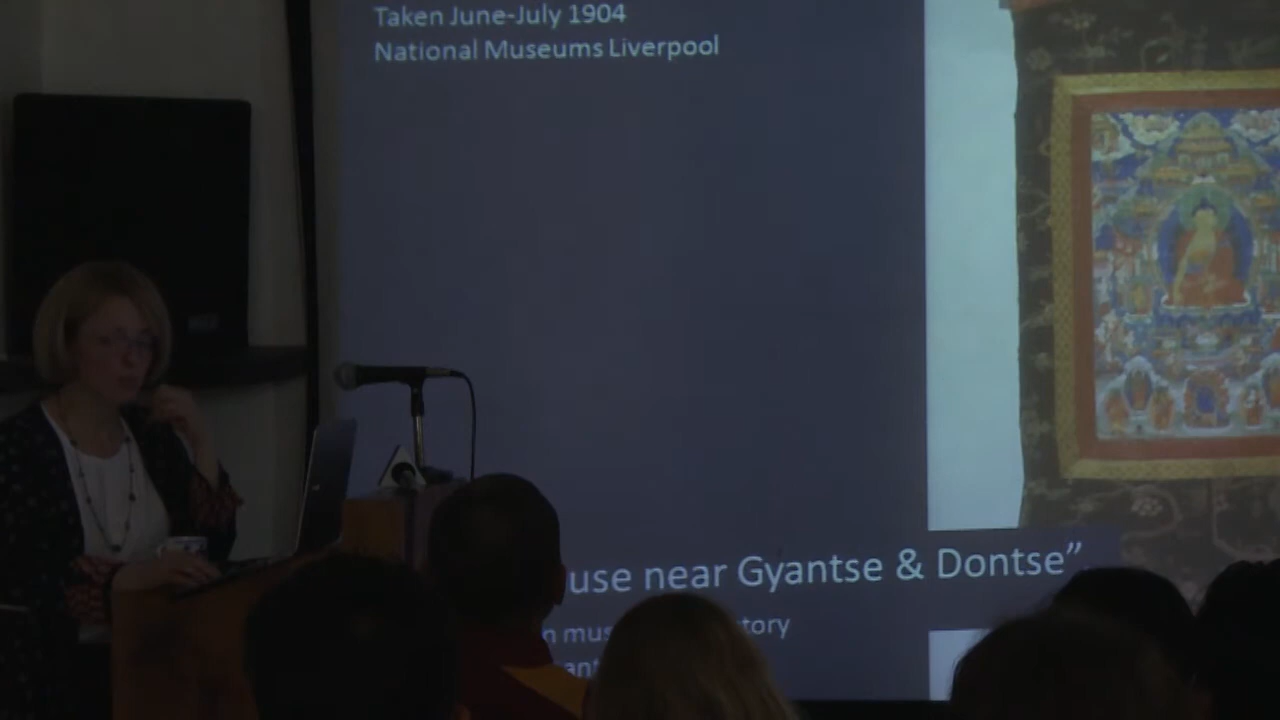 Taken June-July 1904
National Museums Liverpool
use near Gyantse & Dontse”